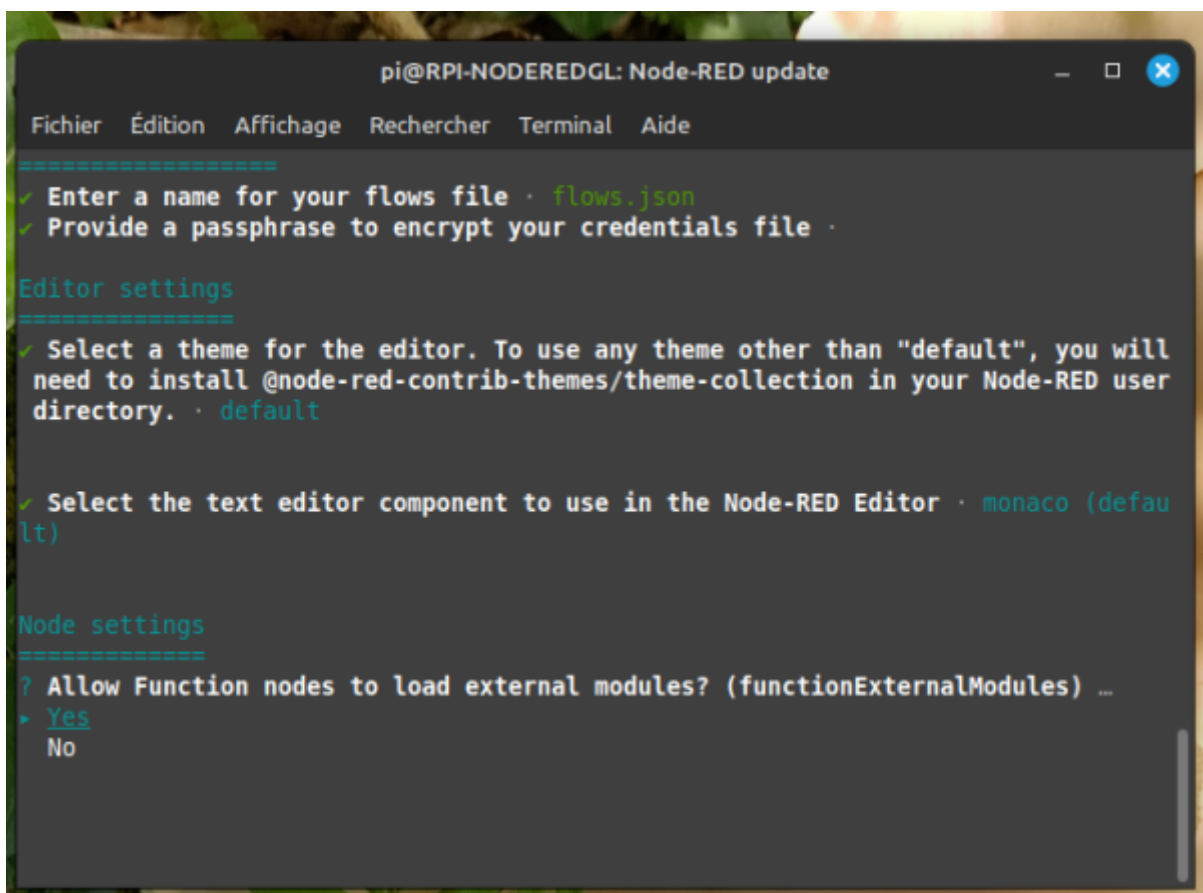 pi@RPI-NODEREDGL: Node-RED update
Fichier Édition Affichage Rechercher Terminal Aide
==================
✔ Enter a name for your flows file · flows.json
✔ Provide a passphrase to encrypt your credentials file ·
Editor settings
===============
✔ Select a theme for the editor. To use any theme other than "default", you will
need to install @node-red-contrib-themes/theme-collection in your Node-RED user
directory. · default
✔ Select the text editor component to use in the Node-RED Editor · monaco (defau
lt)
Node settings
=============
? Allow Function nodes to load external modules? (functionExternalModules) …
▸ Yes
No